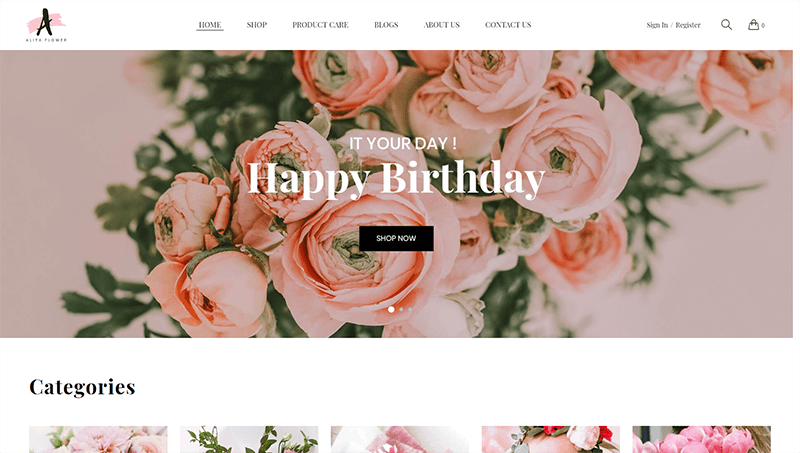 A
ALIYA FLOWER
HOME SHOP PRODUCT CARE BLOGS ABOUT US CONTACT US
Sign In / Register
0
IT YOUR DAY !
Happy Birthday
SHOP NOW
Categories